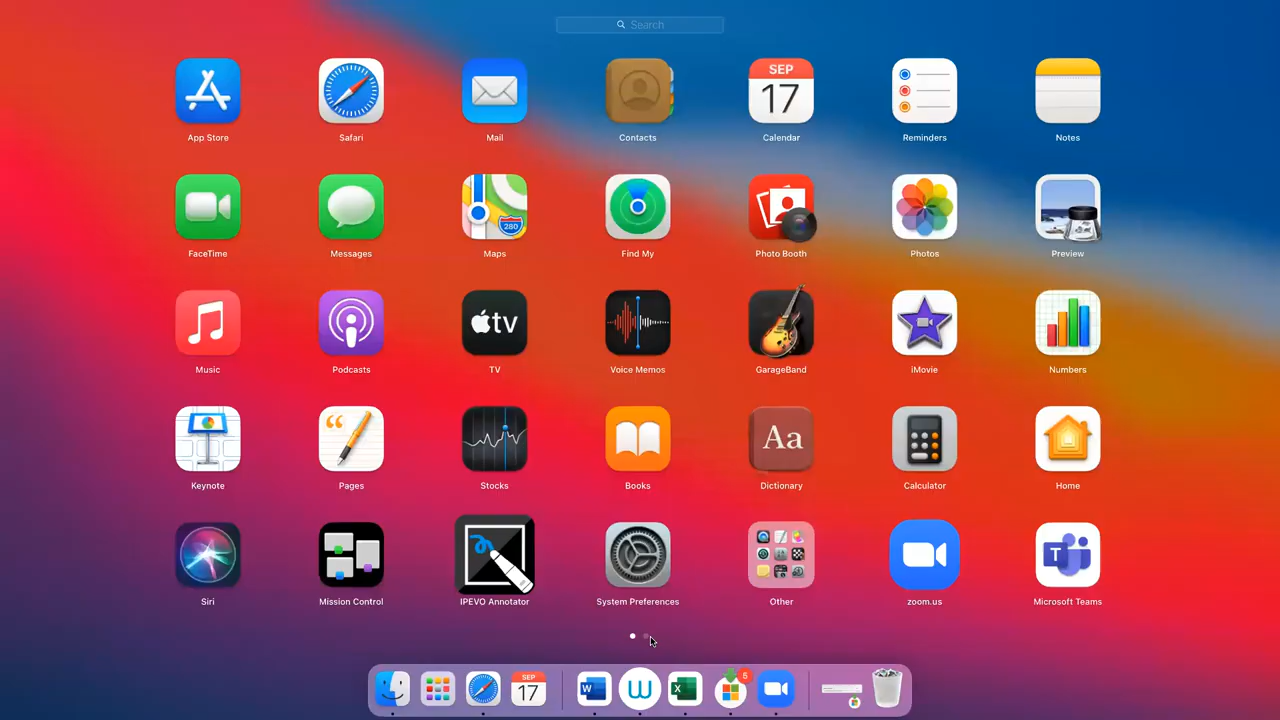 Search
SEP
17
App Store
Safari
Mail
Contacts
Calendar
Reminders
Notes
280
FaceTime
Messages
Maps
Find My
Photo Booth
Photos
Preview
tv
Music
Podcasts
TV
Voice Memos
GarageBand
iMovie
Numbers
“
Aa
Keynote
Pages
Stocks
Books
Dictionary
Calculator
Home
T
Siri
Mission Control
IPEVO Annotator
System Preferences
Other
zoom.us
Microsoft Teams
SEP
17
W
W
X
5